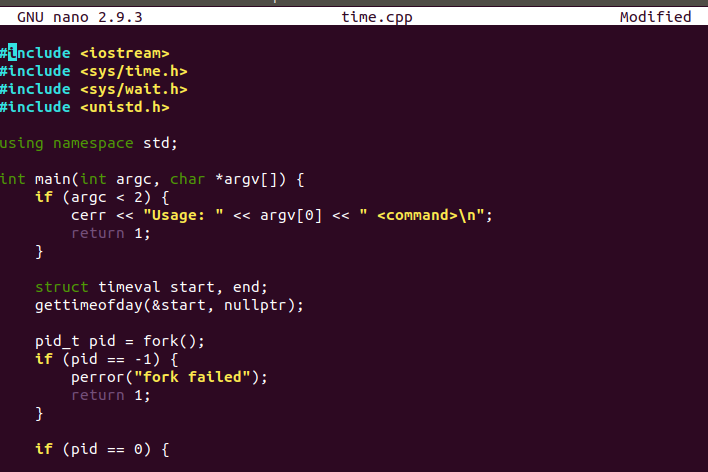 GNU nano 2.9.3 time.cpp Modified
#include <iostream>
#include <sys/time.h>
#include <sys/wait.h>
#include <unistd.h>
using namespace std;
int main(int argc, char *argv[]) {
if (argc < 2) {
cerr << "Usage: " << argv[0] << " <command>\n";
return 1;
}
struct timeval start, end;
gettimeofday(&start, nullptr);
pid_t pid = fork();
if (pid == -1) {
perror("fork failed");
return 1;
}
if (pid == 0) {